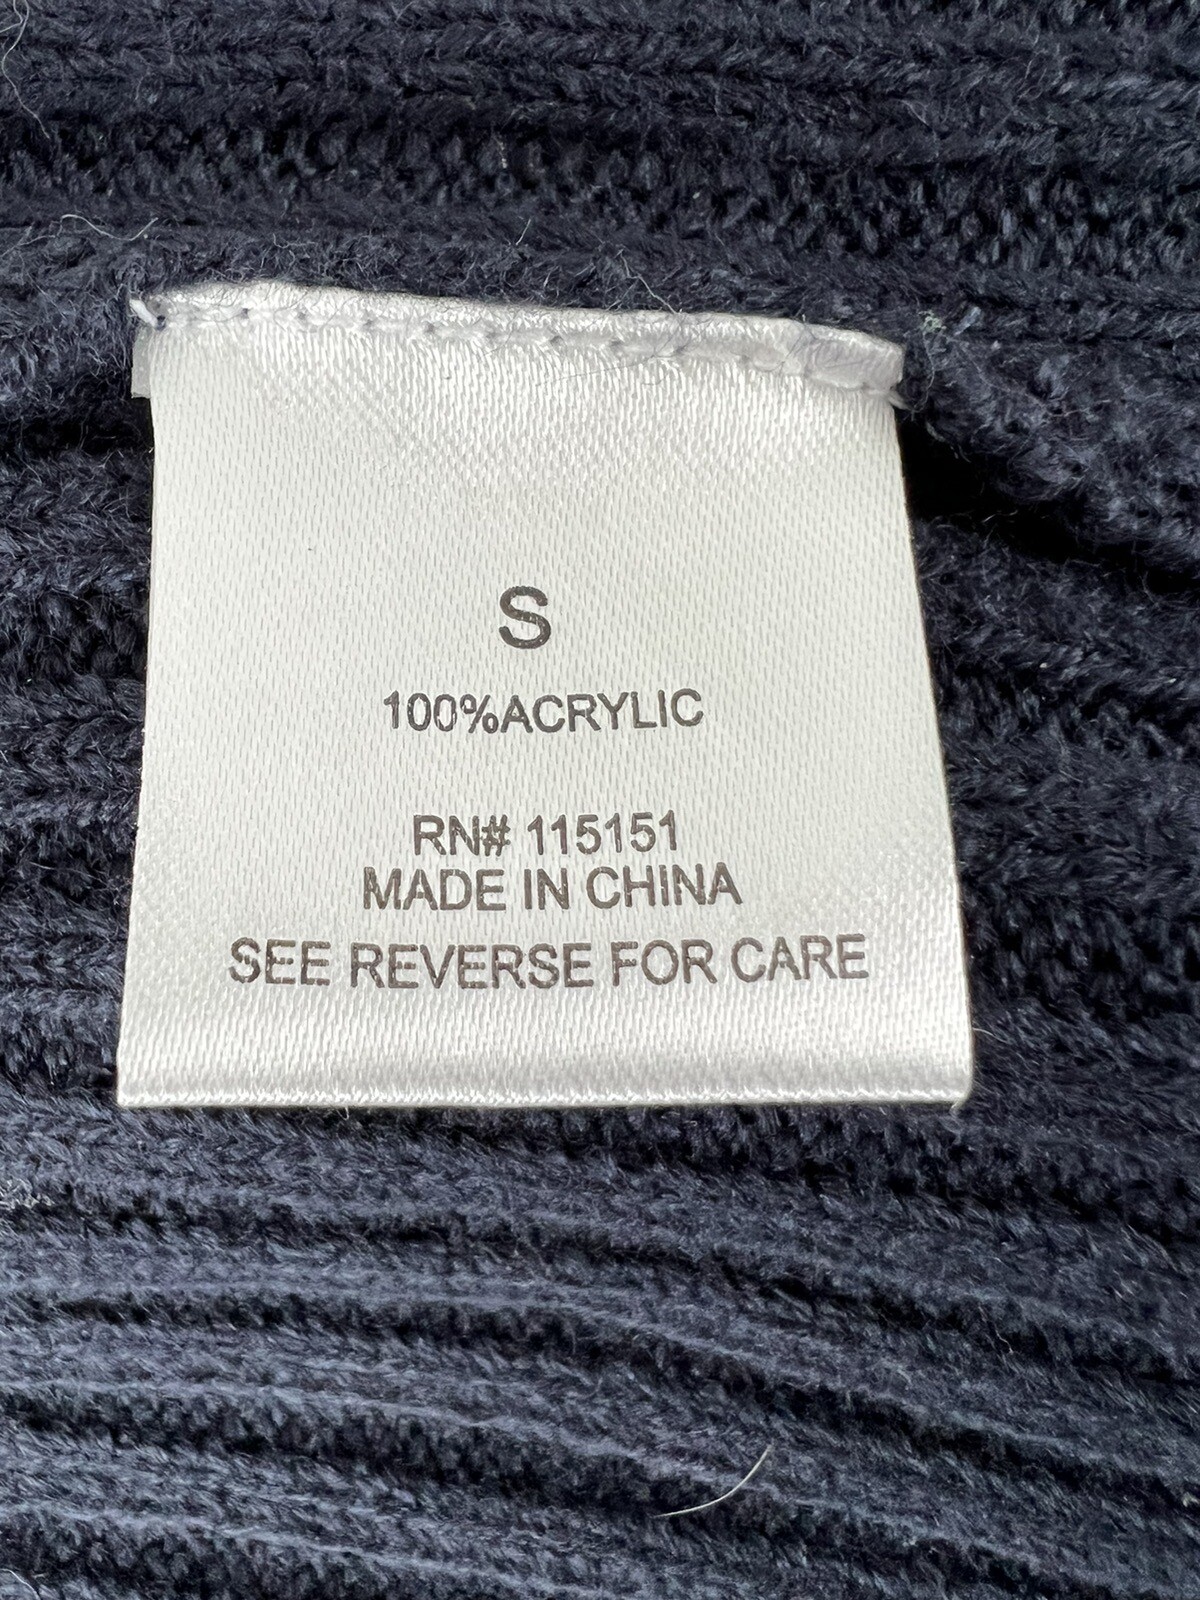 S
100%ACRYLIC
RN# 115151
MADE IN CHINA
SEE REVERSE FOR CARE